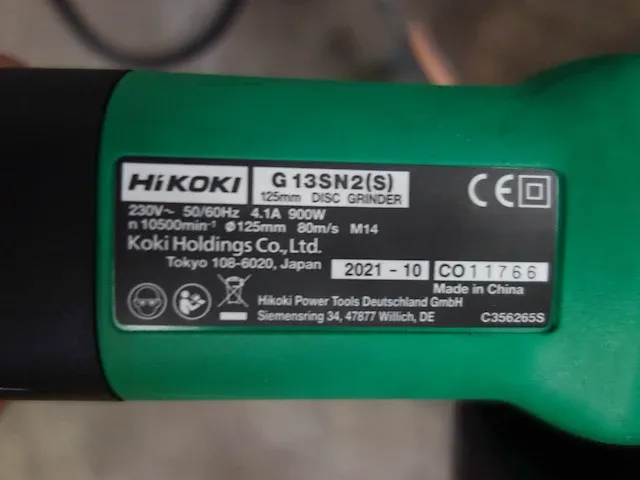 HiKOKI
G13SN2(S)
125mm DISC GRINDER
230V~ 50/60Hz 4.1A 900W
n 10500min⁻¹ Ø125mm 80m/s M14
Koki Holdings Co., Ltd.
Tokyo 108-6020, Japan
2021 - 10
CO11766
Made in China
Hikoki Power Tools Deutschland GmbH
Siemensring 34, 47877 Willich, DE
C356265S
CE